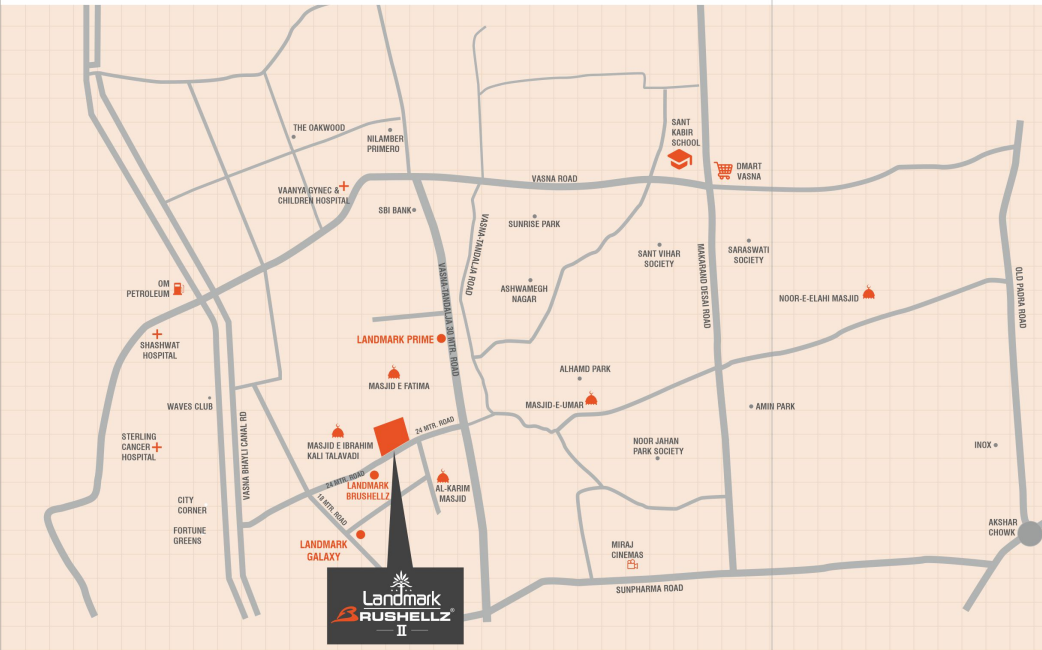 THE OAKWOOD
NILAMBER
PRIMERO
SANT
KABIR
SCHOOL
DMART
VASNA
VASNA ROAD
VAANYA GYNEC &
CHILDREN HOSPITAL
SBI BANK
SUNRISE PARK
VASNA-TANDALJA ROAD
SANT VIHAR
SOCIETY
SARASWATI
SOCIETY
MAKARAND DESAI ROAD
OLD PADRA ROAD
OM
PETROLEUM
ASHWAMEGH
NAGAR
NOOR-E-ELAHI MASJID
VASNA-TANDALJA 30 MTR. ROAD
LANDMARK PRIME
SHASHWAT
HOSPITAL
MASJID E FATIMA
ALHAMD PARK
MASJID-E-UMAR
AMIN PARK
WAVES CLUB
24 MTR. ROAD
STERLING
CANCER
HOSPITAL
VASNA BHAYLI CANAL RD
MASJID E IBRAHIM
KALI TALAVADI
NOOR JAHAN
PARK SOCIETY
INOX
24 MTR. ROAD
LANDMARK
BRUSHELLZ
AL-KARIM
MASJID
18 MTR. ROAD
CITY
CORNER
FORTUNE
GREENS
LANDMARK
GALAXY
MIRAJ
CINEMAS
AKSHAR
CHOWK
SUNPHARMA ROAD
Landmark
BRUSHELLZ®
II